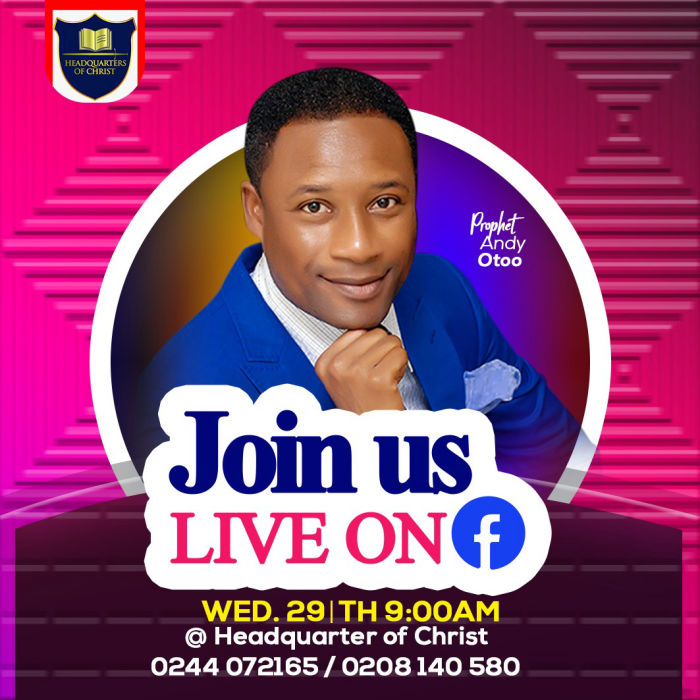 HEADQUARTERS
OF CHRIST
Prophet
Andy
Otoo
Join us
LIVE ON f
WED. 29|TH 9:00AM
@ Headquarter of Christ
0244 072165 / 0208 140 580